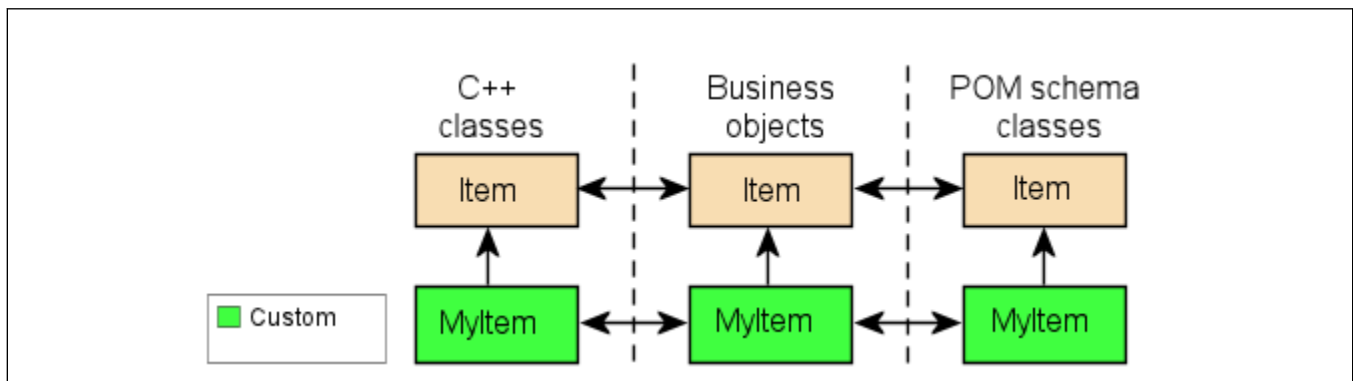 C++
classes
Business
objects
POM schema
classes
Item
Item
Item
Custom
MyItem
MyItem
MyItem